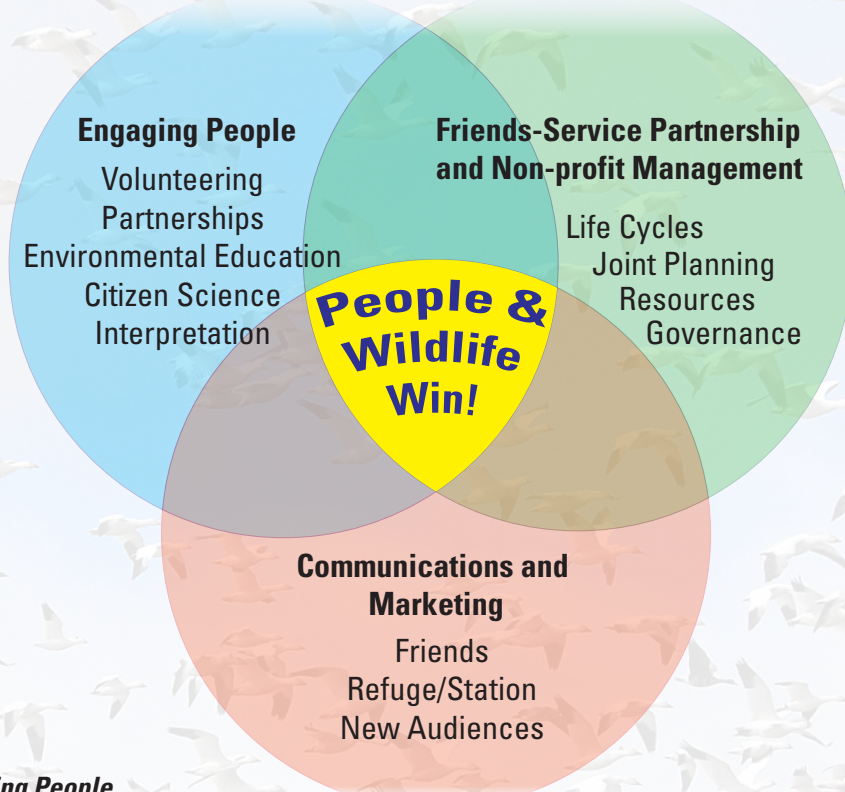 Engaging People
Volunteering
Partnerships
Environmental Education
Citizen Science
Interpretation
Friends-Service Partnership
and Non-profit Management
Life Cycles
Joint Planning
Resources
Governance
People &
Wildlife
Win!
Communications and
Marketing
Friends
Refuge/Station
New Audiences
People